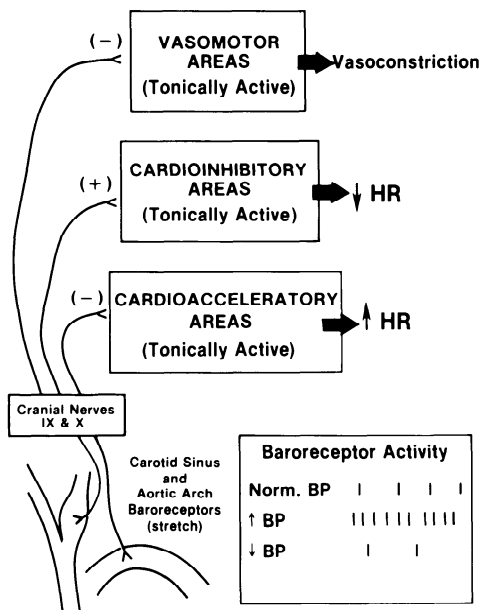 (-)
VASOMOTOR
AREAS
(Tonically Active)
Vasoconstriction
(+)
CARDIOINHIBITORY
AREAS
(Tonically Active)
↓ HR
(-)
CARDIOACCELERATORY
AREAS
(Tonically Active)
↑ HR
Cranial Nerves
IX & X
Carotid Sinus
and
Aortic Arch
Baroreceptors
(stretch)
Baroreceptor Activity
Norm. BP
↑ BP
↓ BP